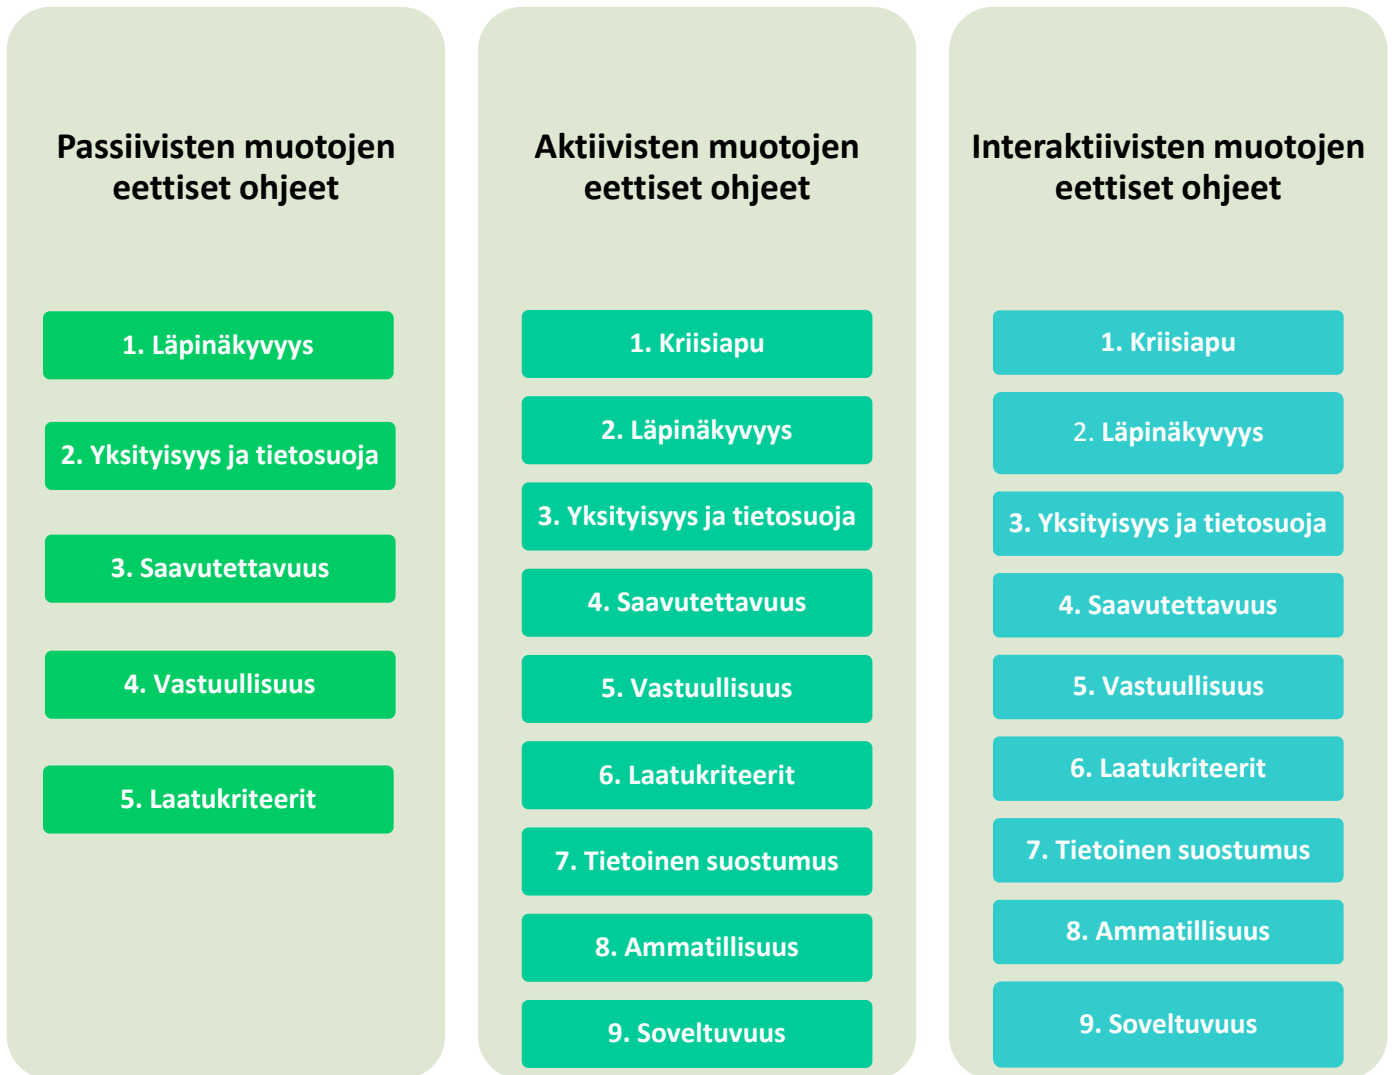 Passiivisten muotojen
eettiset ohjeet
1. Läpinäkyvyys
2. Yksityisyys ja tietosuoja
3. Saavutettavuus
4. Vastuullisuus
5. Laatukriteerit
Aktiivisten muotojen
eettiset ohjeet
1. Kriisiapu
2. Läpinäkyvyys
3. Yksityisyys ja tietosuoja
4. Saavutettavuus
5. Vastuullisuus
6. Laatukriteerit
7. Tietoinen suostumus
8. Ammatillisuus
9. Soveltuvuus
Interaktiivisten muotojen
eettiset ohjeet
1. Kriisiapu
2. Läpinäkyvyys
3. Yksityisyys ja tietosuoja
4. Saavutettavuus
5. Vastuullisuus
6. Laatukriteerit
7. Tietoinen suostumus
8. Ammatillisuus
9. Soveltuvuus